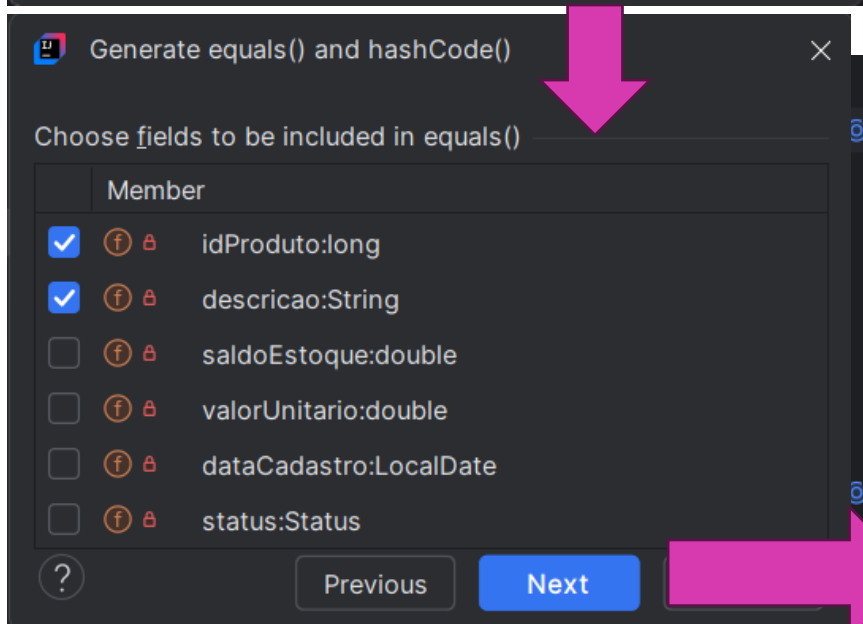 Generate equals() and hashCode()
Choose fields to be included in equals()
Member
idProduto:long
descricao:String
saldoEstoque:double
valorUnitario:double
dataCadastro:LocalDate
status:Status
? Previous Next